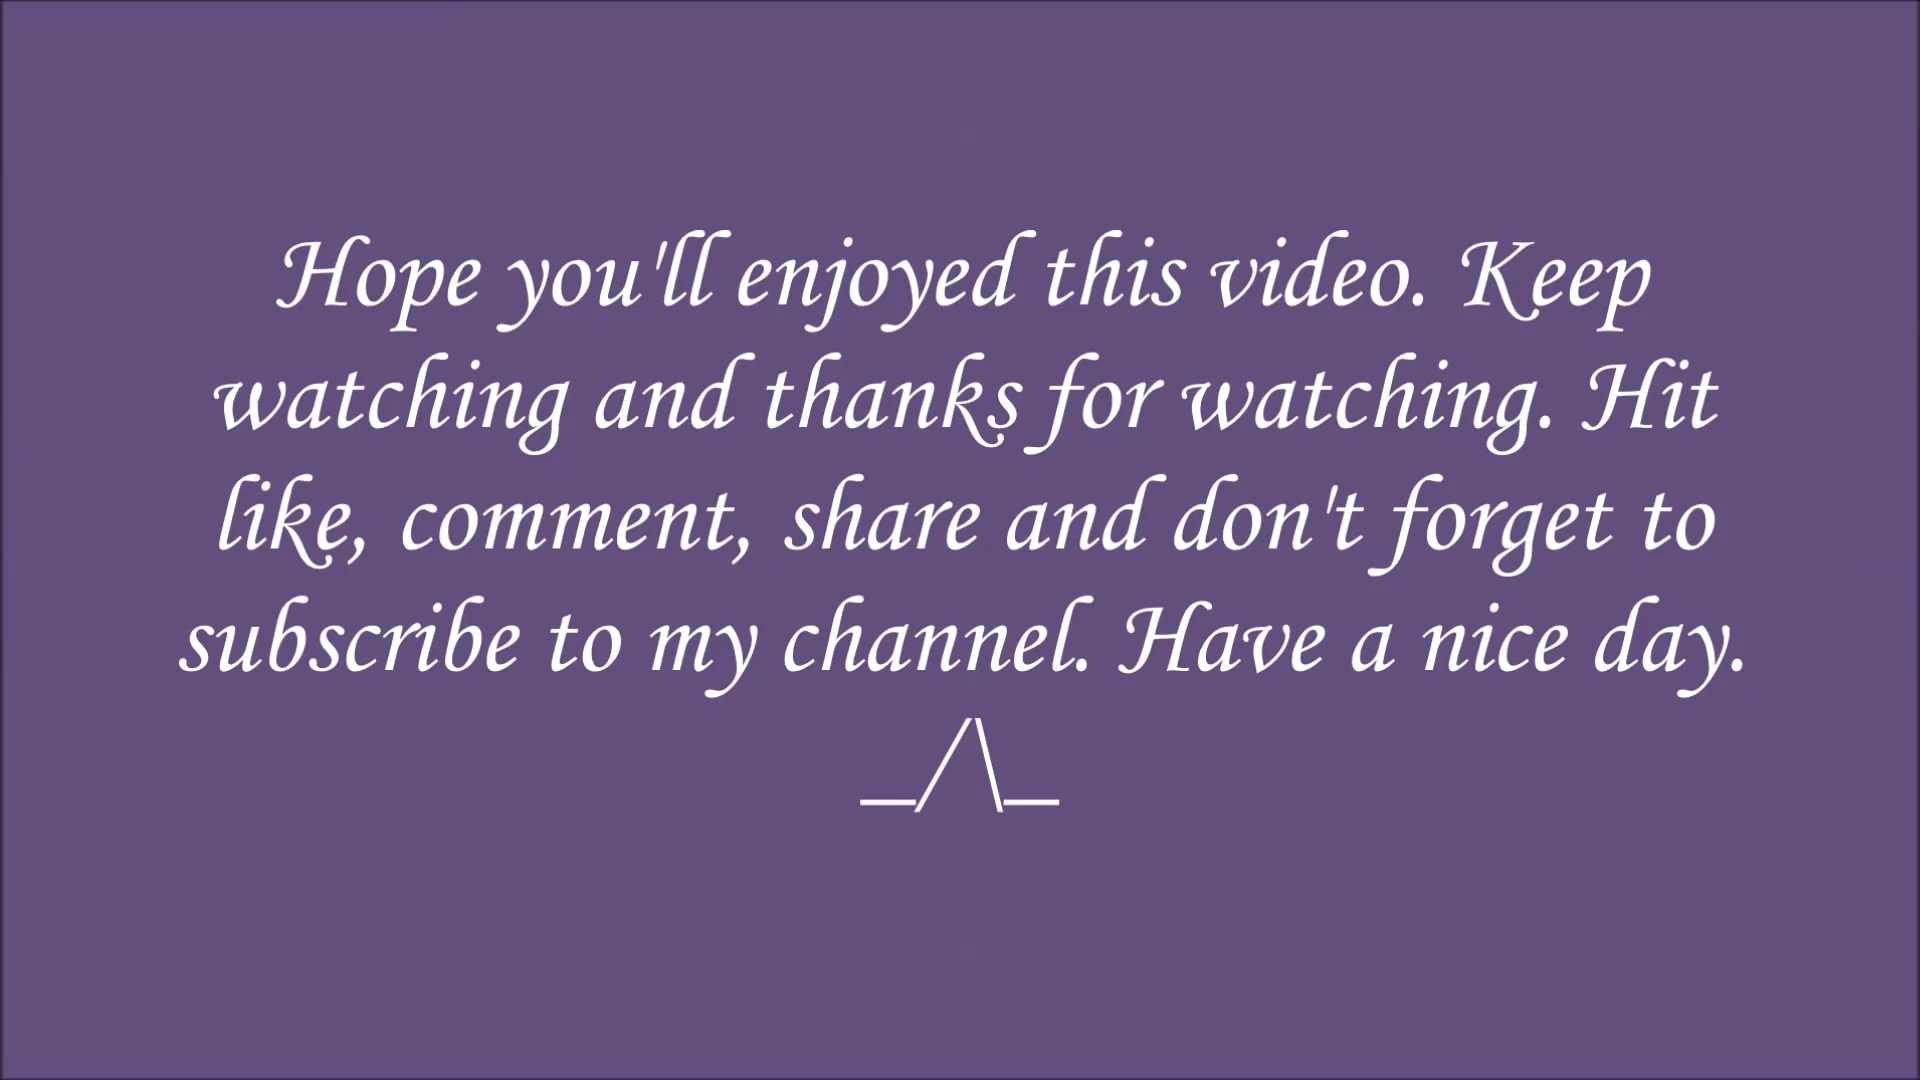 Hope you'll enjoyed this video. Keep
watching and thanks for watching. Hit
like, comment, share and don't forget to
subscribe to my channel. Have a nice day.
_/\_